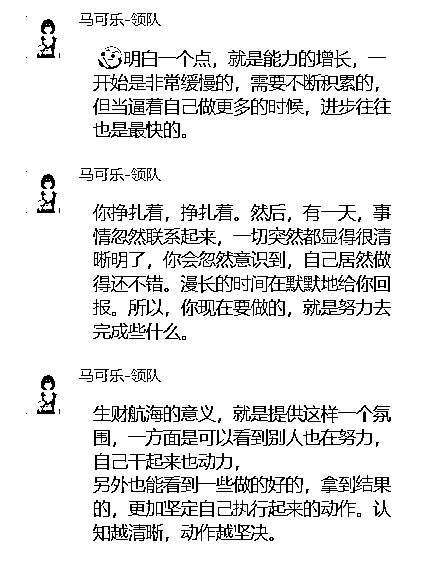 马可乐-领队
明白一个点，就是能力的增长，一
开始是非常缓慢的，需要不断积累的，
但当逼着自己做更多的时候，进步往往
也是最快的。
马可乐-领队
你挣扎着，挣扎着。然后，有一天，事
情忽然联系起来，一切突然都显得很清
晰明了，你会忽然意识到，自己居然做
得还不错。漫长的时间在默默地给你回
报。所以，你现在要做的，就是努力去
完成些什么。
马可乐-领队
生财航海的意义，就是提供这样一个氛
围，一方面是可以看到别人也在努力，
自己干起来也动力，
另外也能看到一些做的好的，拿到结果
的，更加坚定自己执行起来的动作。认
知越清晰，动作越坚决。